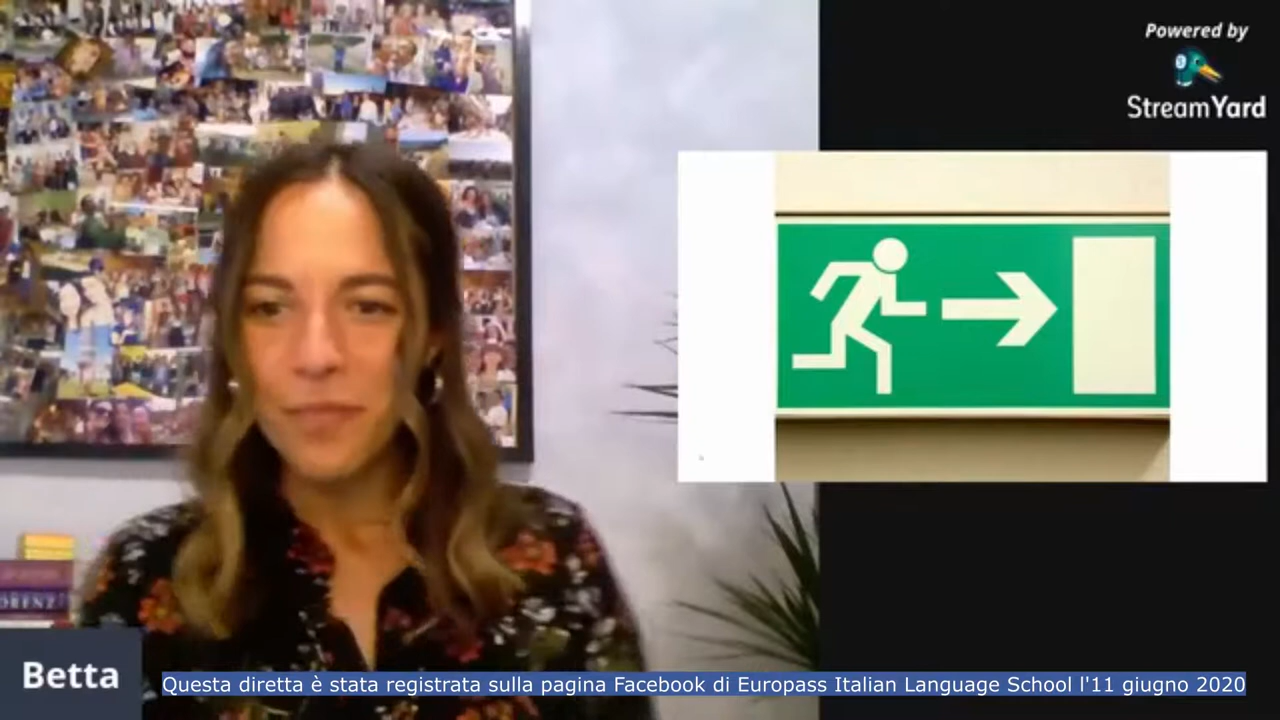 Powered by
StreamYard
ORENZ
Betta
Questa diretta è stata registrata sulla pagina Facebook di Europass Italian Language School l'11 giugno 2020